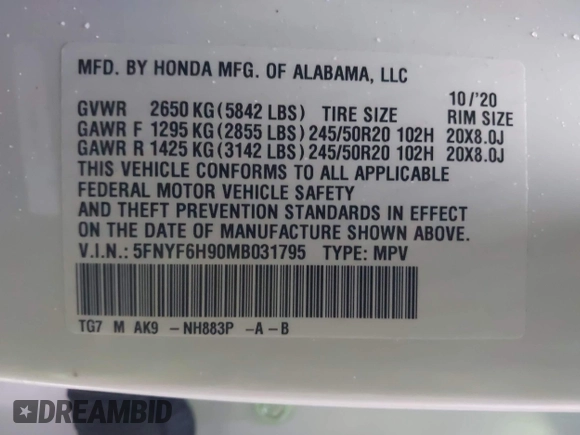 MFD. BY HONDA MFG. OF ALABAMA, LLC
10/'20
GVWR 2650 KG (5842 LBS) TIRE SIZE RIM SIZE
GAWR F 1295 KG (2855 LBS) 245/50R20 102H 20X8.0J
GAWR R 1425 KG (3142 LBS) 245/50R20 102H 20X8.0J
THIS VEHICLE CONFORMS TO ALL APPLICABLE
FEDERAL MOTOR VEHICLE SAFETY
AND THEFT PREVENTION STANDARDS IN EFFECT
ON THE DATE OF MANUFACTURE SHOWN ABOVE.
V.I.N.: 5FNYF6H90MB031795 TYPE: MPV
TG7 M AK9 -NH883P -A-B
DREAMBID